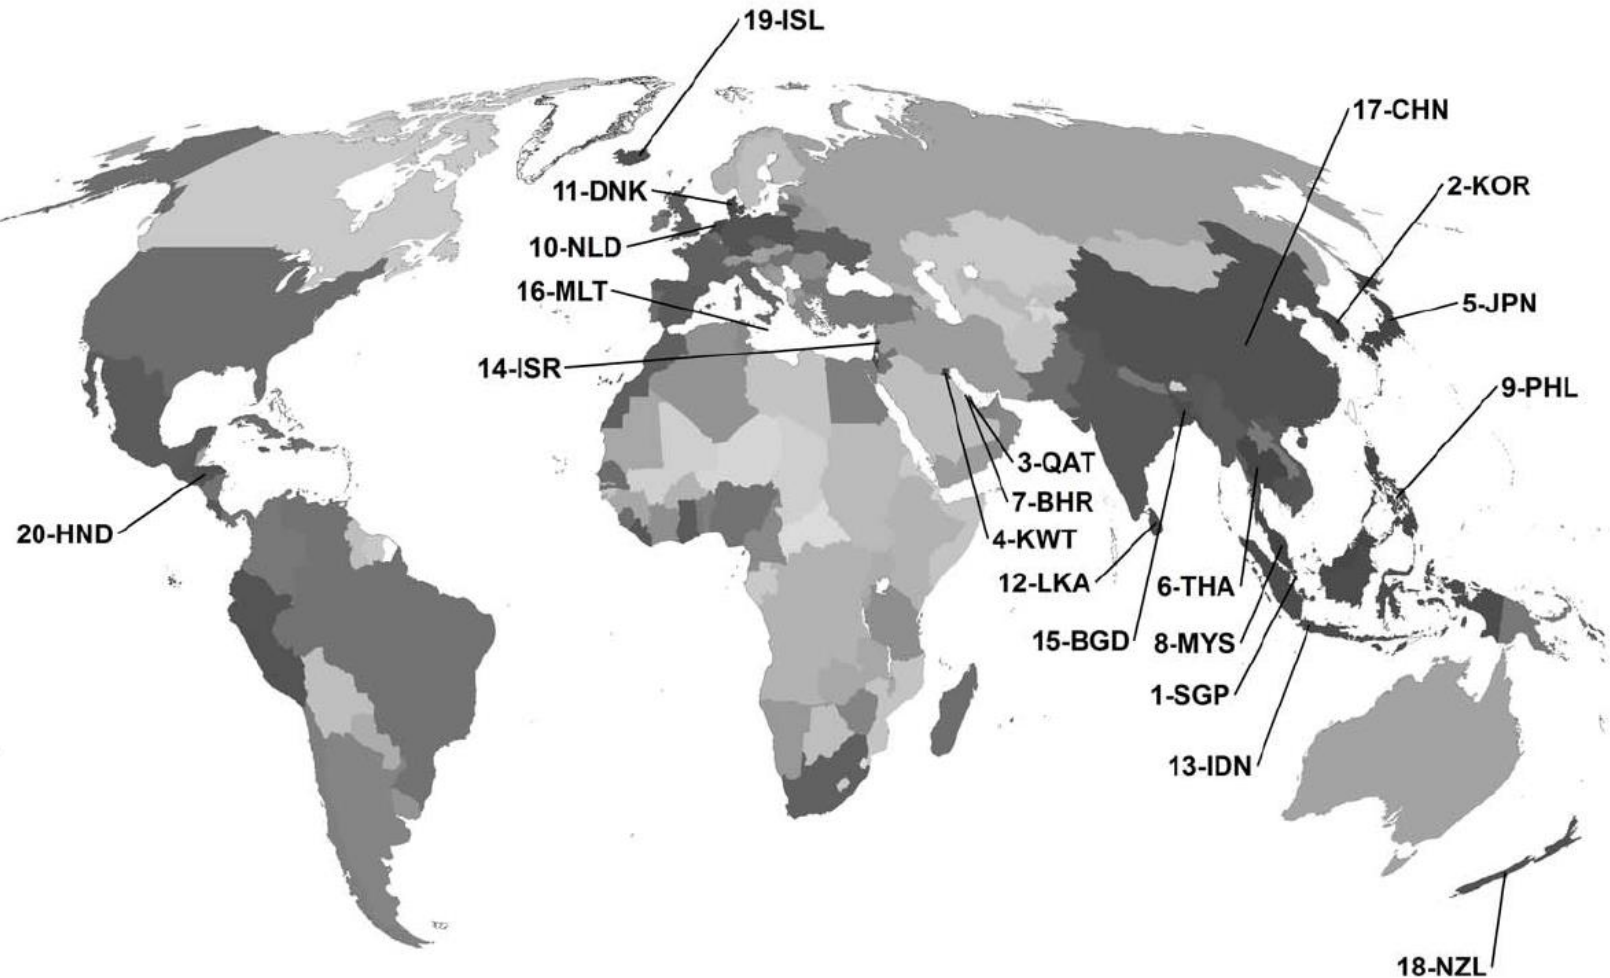 19-ISL
17-CHN
2-KOR
11-DNK
10-NLD
16-MLT
5-JPN
14-ISR
9-PHL
3-QAT
7-BHR
20-HND
4-KWT
12-LKA
6-THA
15-BGD
8-MYS
1-SGP
13-IDN
18-NZL